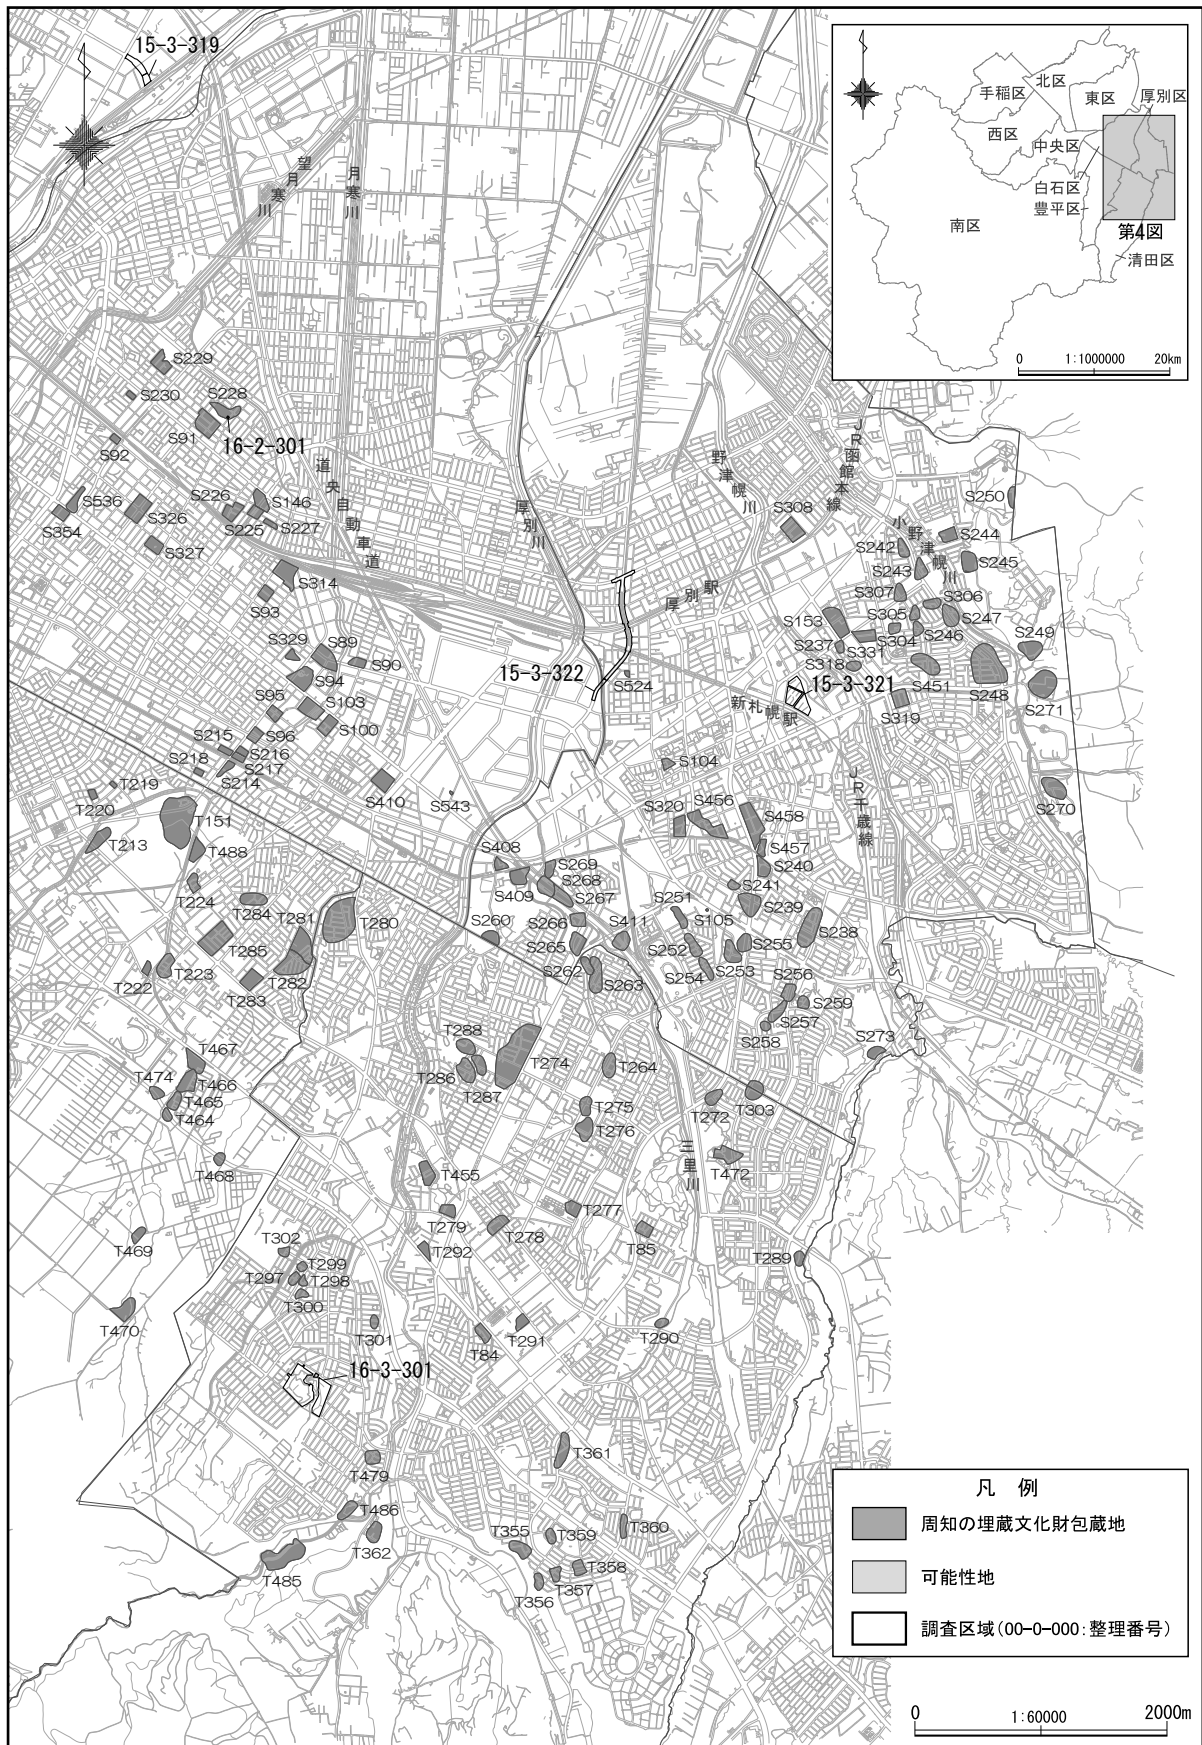 15-3-319
望月寒川
月寒川
手稲区
北区
東区
厚別区
西区
中央区
白石区
豊平区
南区
第4図
清田区
0
1:1000000
20km
S229
S230
S228
S91
16-2-301
S92
道央自動車道
JR函館本線
野津幌川
厚別川
S536
S354
S326
S226
S146
S225
S227
S327
S314
S93
S308
小野津幌川
S250
S242
S244
S243
S245
S307
S306
S305
S247
S153
S304
S246
S249
S237
S331
S318
S451
S248
S271
S319
S270
厚別駅
S329
S89
S90
S94
15-3-322
S524
15-3-321
新札幌駅
S95
S103
S96
S100
S215
S216
S217
S218
S214
S104
T219
T220
S410
S543
JR千歳線
T151
T213
T488
S320
S456
S458
S457
S240
S408
S409
S269
S268
S267
S241
S239
T224
T284
T281
T280
S251
S105
S238
S260
S266
S411
S265
S252
S255
T285
T223
T222
T282
T283
S262
S263
S254
S253
S256
S259
S257
S258
S273
T467
T288
T274
T264
T474
T466
T286
T287
T465
T464
T275
T272
T303
T276
三里川
T468
T455
T472
T277
T279
T278
T85
T469
T302
T299
T292
T289
T297
T298
T300
T470
T301
T84
T291
T290
16-3-301
T361
T479
凡 例
T486
T355
T359
T360
周知の埋蔵文化財包蔵地
T362
T485
T358
T357
T356
可能性地
調査区域(00-0-000:整理番号)
0
1:60000
2000m